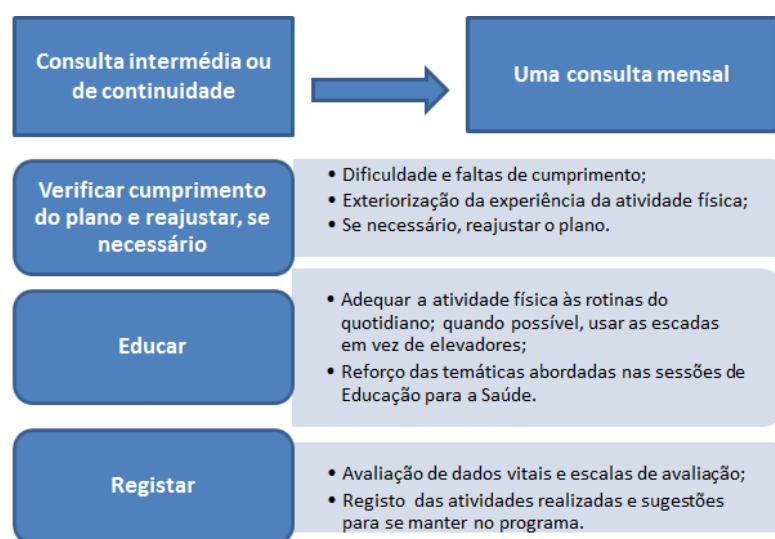 Consulta intermédia ou
de continuidade
Uma consulta mensal
Verificar cumprimento
do plano e reajustar, se
necessário
• Dificuldade e faltas de cumprimento;
• Exteriorização da experiência da atividade física;
• Se necessário, reajustar o plano.
Educar
• Adequar a atividade física às rotinas do
quotidiano; quando possível, usar as escadas
em vez de elevadores;
• Reforço das temáticas abordadas nas sessões de
Educação para a Saúde.
Registar
• Avaliação de dados vitais e escalas de avaliação;
• Registo das atividades realizadas e sugestões
para se manter no programa.